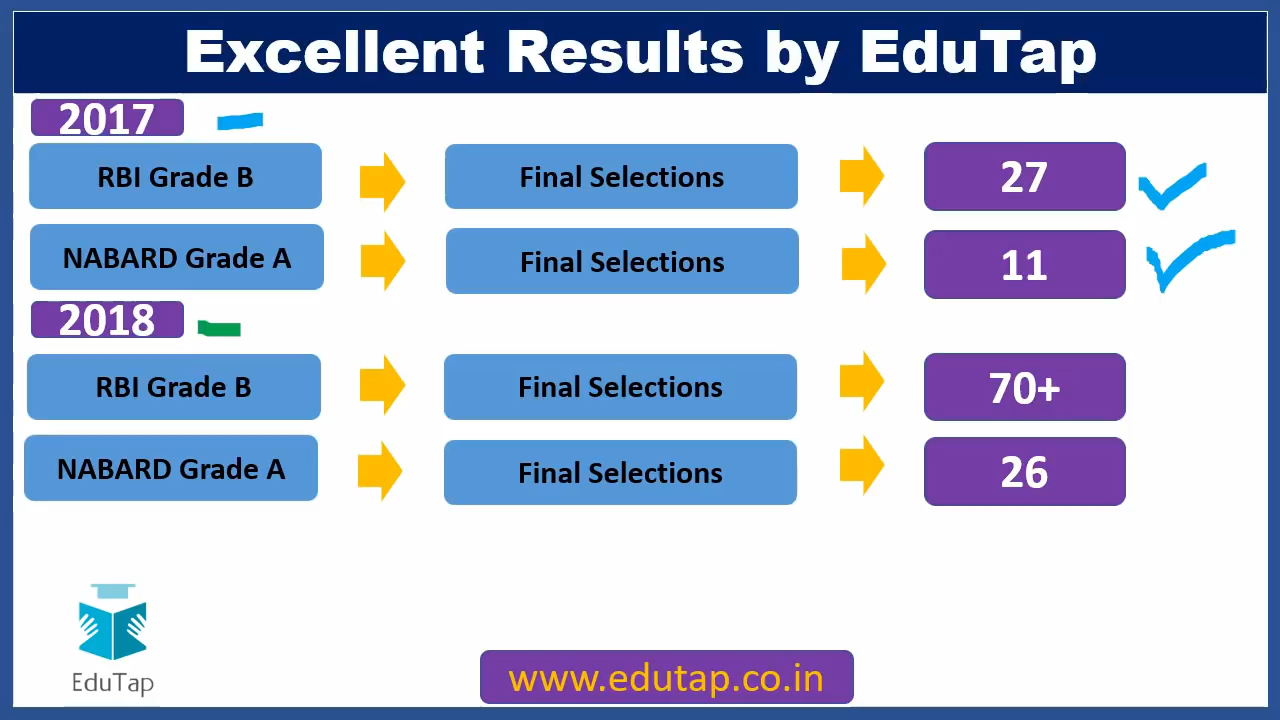 Excellent Results by EduTap
2017
RBI Grade B Final Selections 27
NABARD Grade A Final Selections 11
2018
RBI Grade B Final Selections 70+
NABARD Grade A Final Selections 26
EduTap
www.edutap.co.in